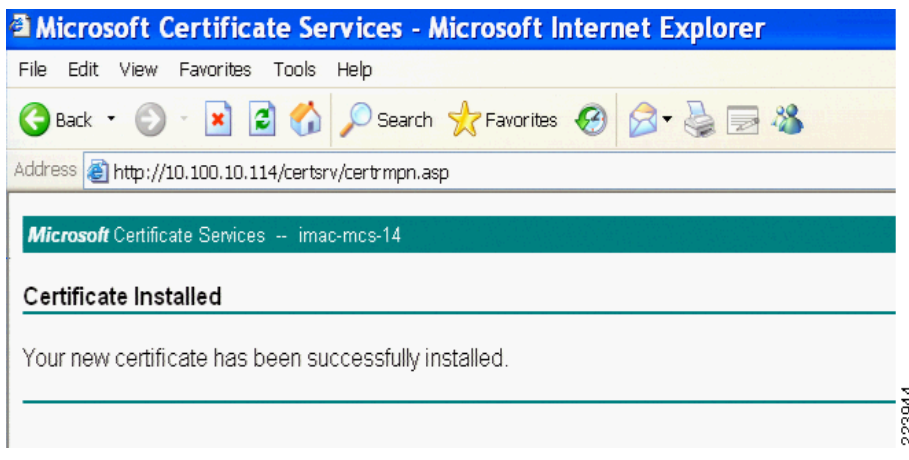 Microsoft Certificate Services - Microsoft Internet Explorer
File Edit View Favorites Tools Help
Back Search Favorites
Address http://10.100.10.114/certsrv/certrmpn.asp
Microsoft Certificate Services -- imac-mcs-14
Certificate Installed
Your new certificate has been successfully installed.
223944